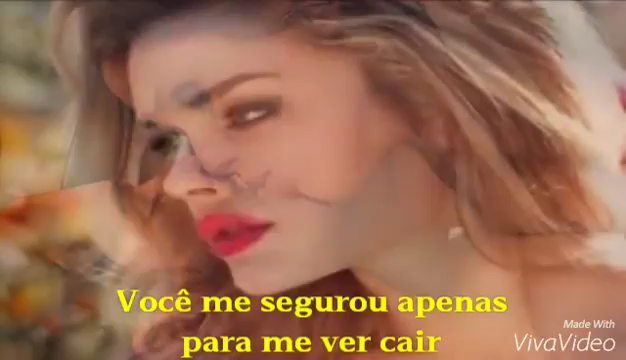 Você me segurou apenas
para me ver cair
Made With
VivaVideo